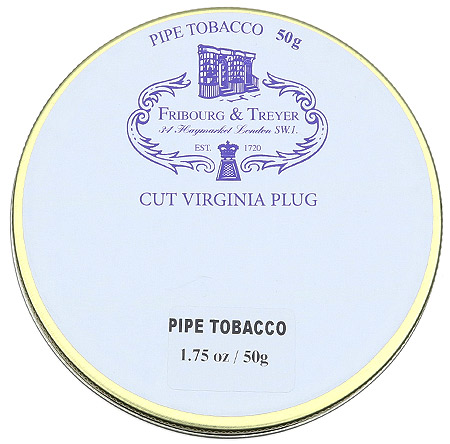 PIPE TOBACCO 50g
FRIBOURG & TREYER
34 Haymarket London SW.1.
EST. 1720
CUT VIRGINIA PLUG
PIPE TOBACCO
1.75 oz / 50g